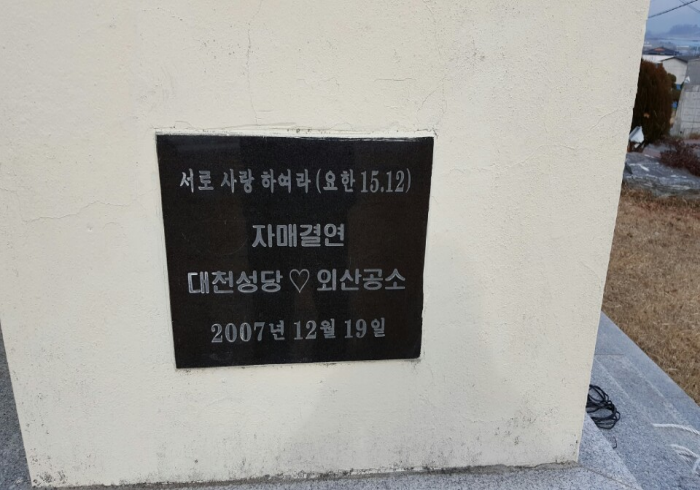 서로 사랑 하여라 (요한 15.12)
자매결연
대천성당 ♡ 외산공소
2007년 12월 19일